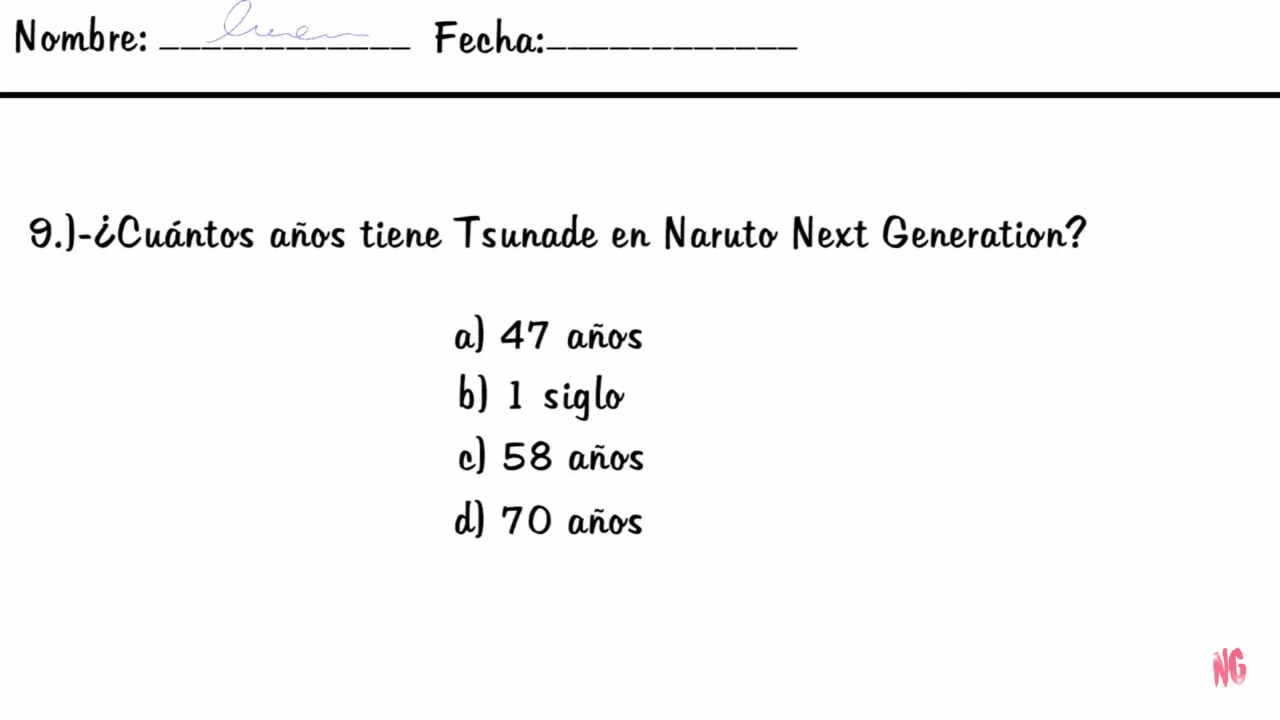 Nombre: ____________ Fecha:____________
9.)-¿Cuántos años tiene Tsunade en Naruto Next Generation?
a) 47 años
b) 1 siglo
c) 58 años
d) 70 años
NG